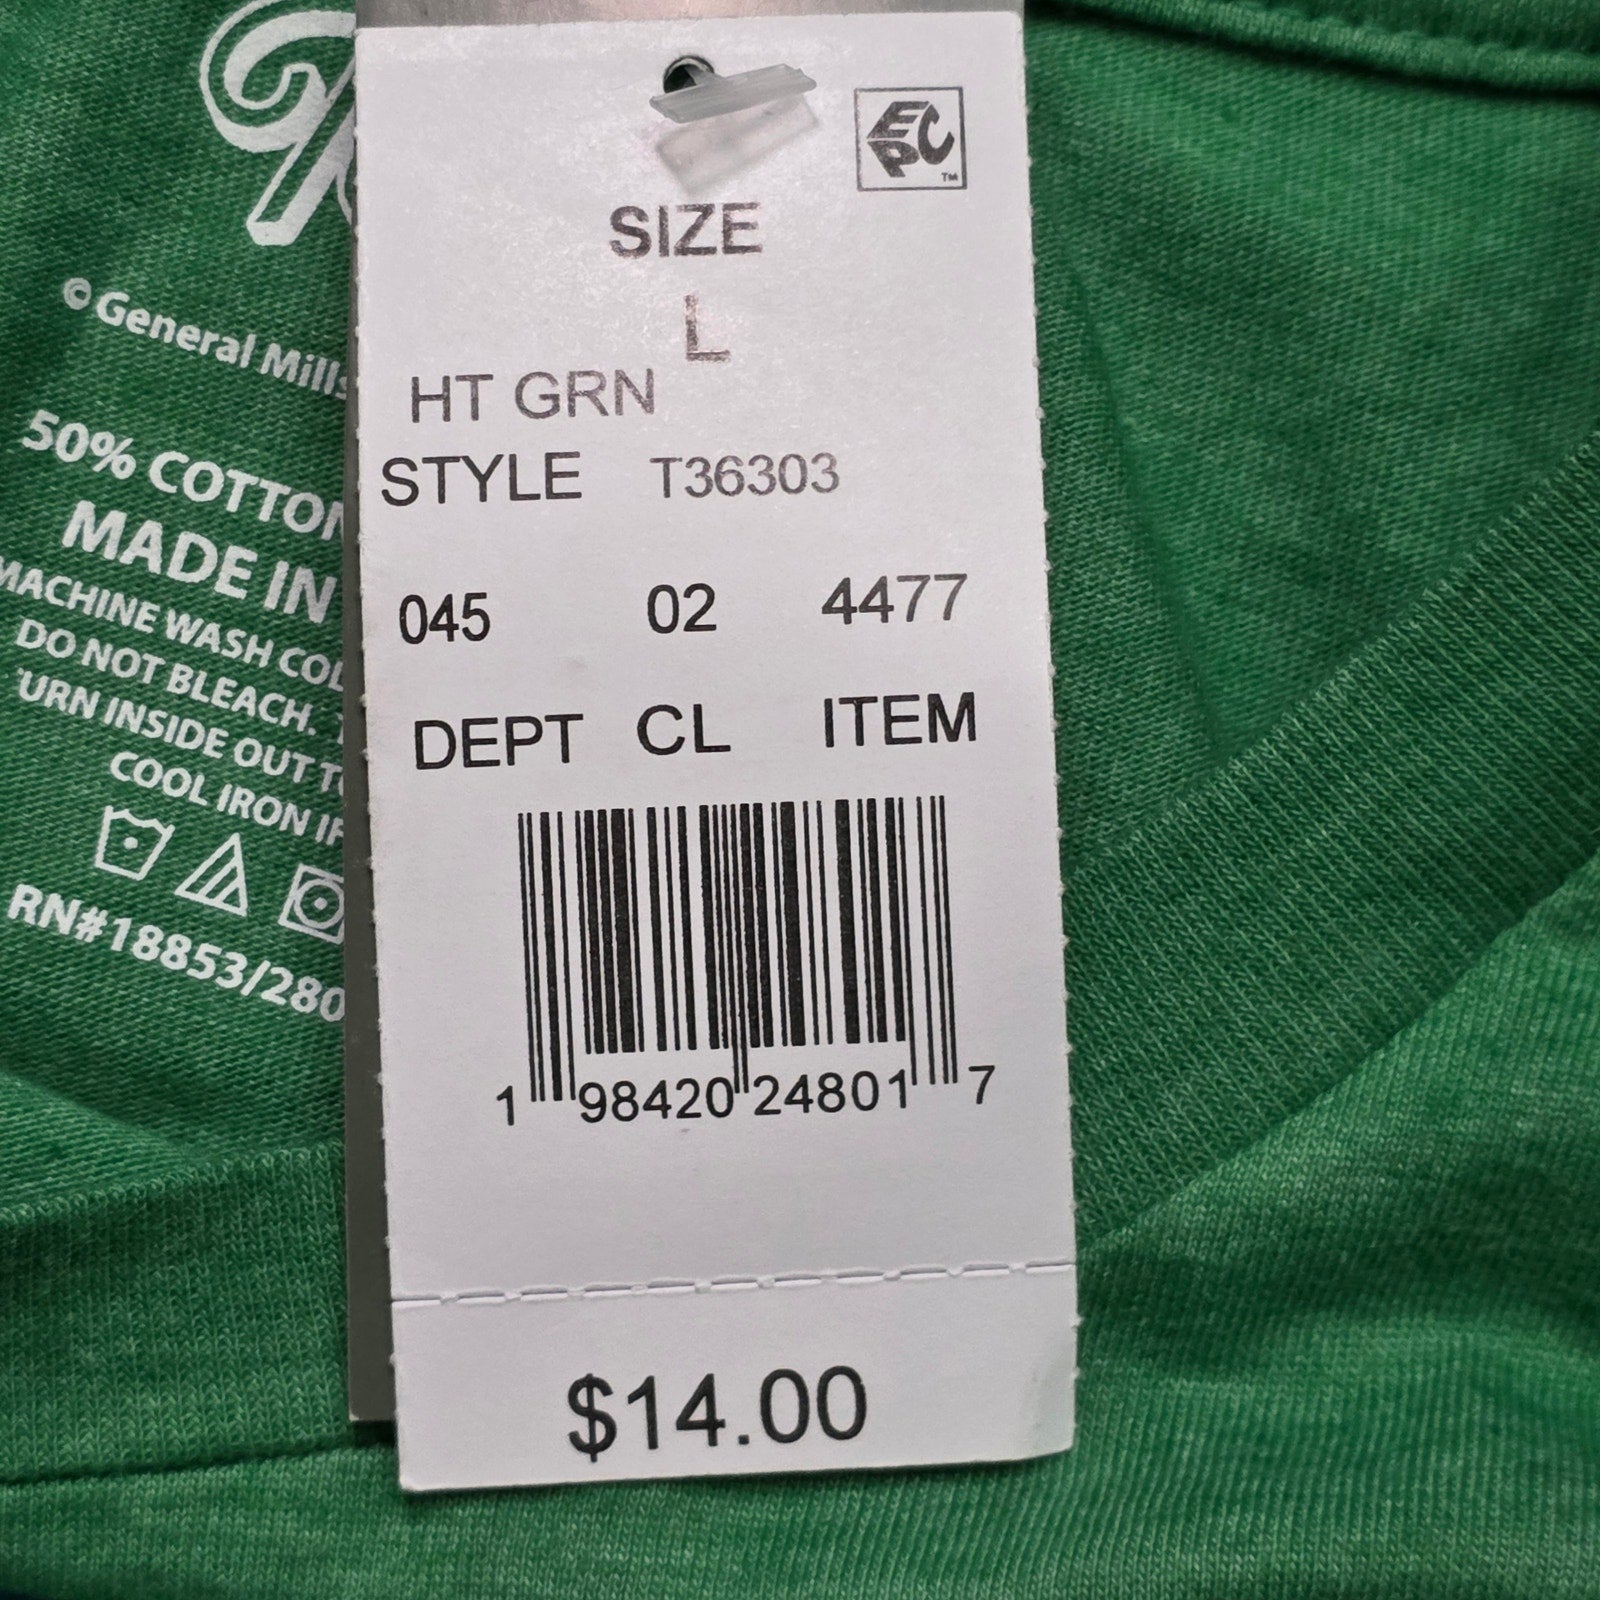 EPC
TM
SIZE
L
HT GRN
STYLE T36303
045 02 4477
DEPT CL ITEM
1 98420 24801 7
$14.00
© General Mills
50% COTTON
MADE IN
MACHINE WASH COL
DO NOT BLEACH.
URN INSIDE OUT T
COOL IRON IF
RN#18853/280